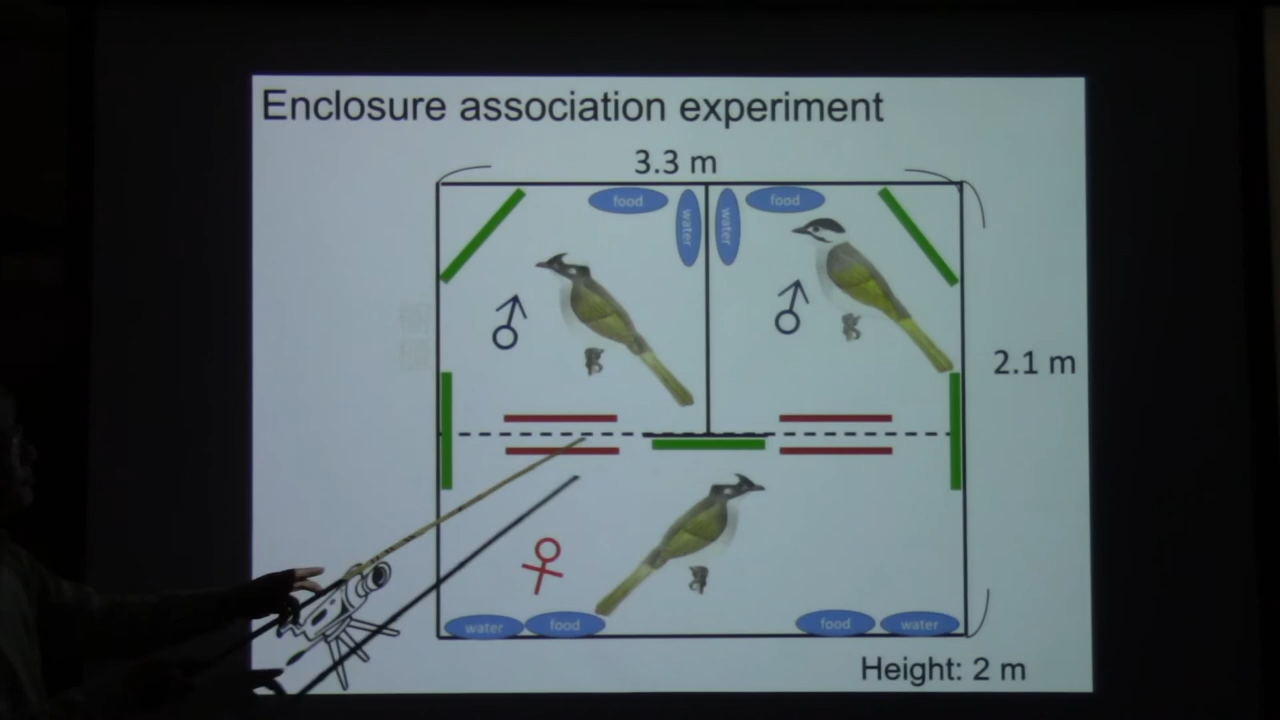 Enclosure association experiment
3.3 m
food
food
water
water
♂
♂
2.1 m
♀
water
food
food
water
Height: 2 m